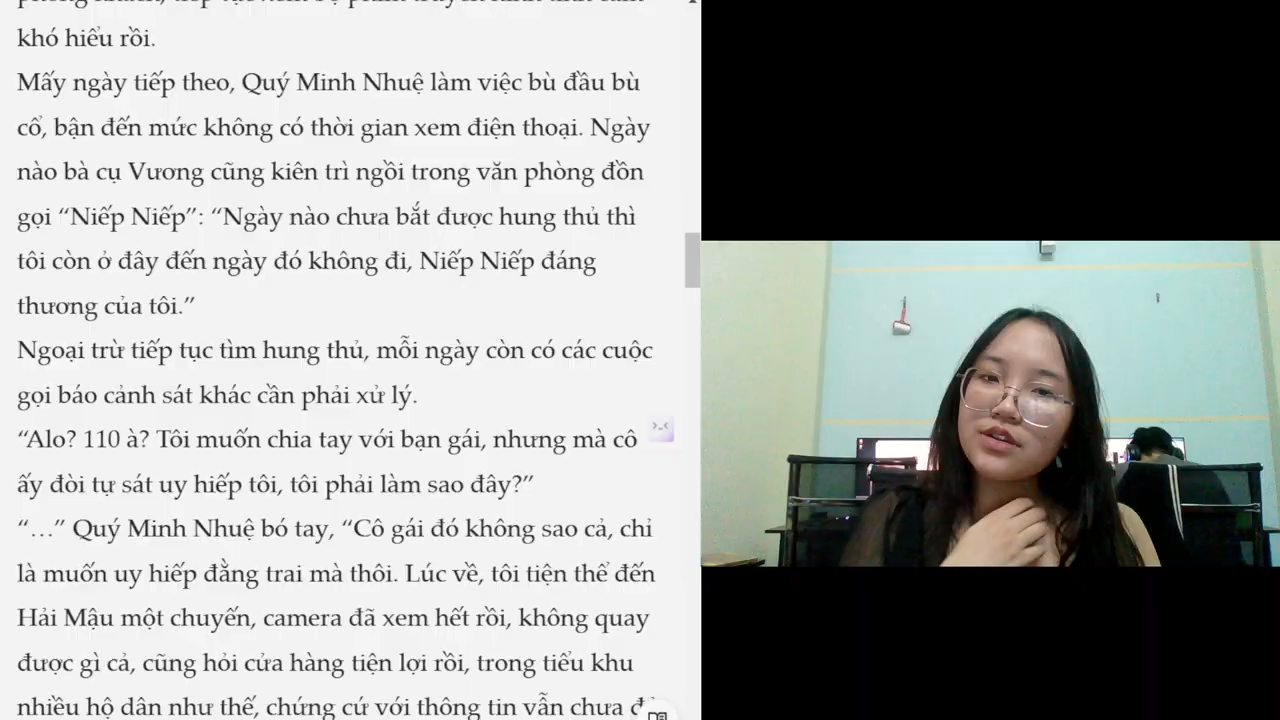 khó hiểu rồi.
Mấy ngày tiếp theo, Quý Minh Nhuệ làm việc bù đầu bù
cổ, bận đến mức không có thời gian xem điện thoại. Ngày
nào bà cụ Vương cũng kiên trì ngồi trong văn phòng đồn
gọi “Niếp Niếp”: “Ngày nào chưa bắt được hung thủ thì
tôi còn ở đây đến ngày đó không đi, Niếp Niếp đáng
thương của tôi.”
Ngoại trừ tiếp tục tìm hung thủ, mỗi ngày còn có các cuộc
gọi báo cảnh sát khác cần phải xử lý.
“Alo? 110 à? Tôi muốn chia tay với bạn gái, nhưng mà cô
ấy đòi tự sát uy hiếp tôi, tôi phải làm sao đây?”
“…” Quý Minh Nhuệ bó tay, “Cô gái đó không sao cả, chỉ
là muốn uy hiếp đằng trai mà thôi. Lúc về, tôi tiện thể đến
Hải Mậu một chuyến, camera đã xem hết rồi, không quay
được gì cả, cũng hỏi cửa hàng tiện lợi rồi, trong tiểu khu
nhiều hộ dân như thế, chứng cứ với thông tin vẫn chưa